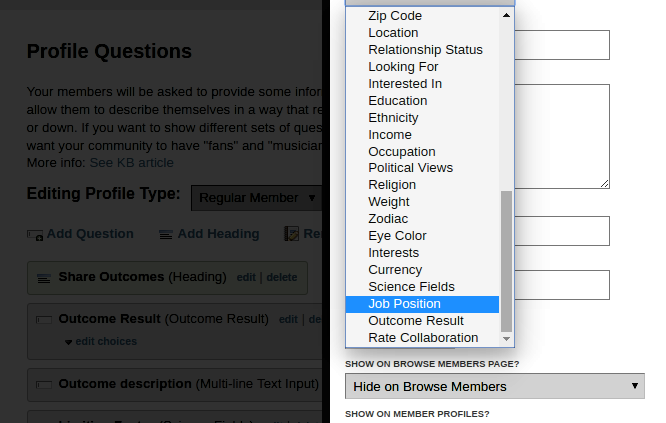 Profile Questions
Your members will be asked to provide some infor
allow them to describe themselves in a way that re
or down. If you want to show different sets of ques
want your community to have "fans" and "musician
More info: See KB article
Editing Profile Type: Regular Member
Add Question Add Heading Re
Share Outcomes (Heading) edit | delete
Outcome Result (Outcome Result) edit | de
edit choices
Outcome description (Multi-line Text Input)
Zip Code
Location
Relationship Status
Looking For
Interested In
Education
Ethnicity
Income
Occupation
Political Views
Religion
Weight
Zodiac
Eye Color
Interests
Currency
Science Fields
Job Position
Outcome Result
Rate Collaboration
SHOW ON BROWSE MEMBERS PAGE?
Hide on Browse Members
SHOW ON MEMBER PROFILES?